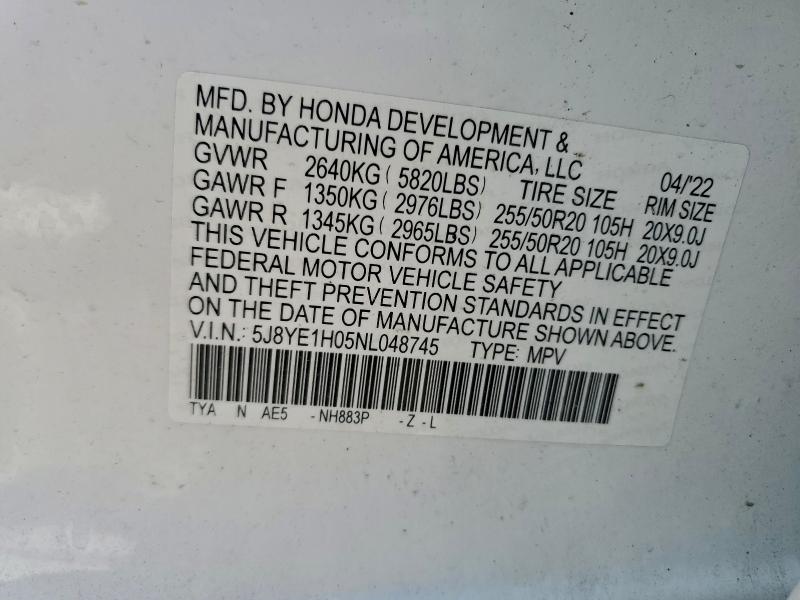 MFD. BY HONDA DEVELOPMENT &
MANUFACTURING OF AMERICA, LLC 04/'22
GVWR 2640KG ( 5820LBS) TIRE SIZE RIM SIZE
GAWR F 1350KG ( 2976LBS) 255/50R20 105H 20X9.0J
GAWR R 1345KG ( 2965LBS) 255/50R20 105H 20X9.0J
THIS VEHICLE CONFORMS TO ALL APPLICABLE
FEDERAL MOTOR VEHICLE SAFETY
AND THEFT PREVENTION STANDARDS IN EFFECT
ON THE DATE OF MANUFACTURE SHOWN ABOVE.
V.I.N.: 5J8YE1H05NL048745 TYPE: MPV
TYA N AE5 -NH883P -Z -L